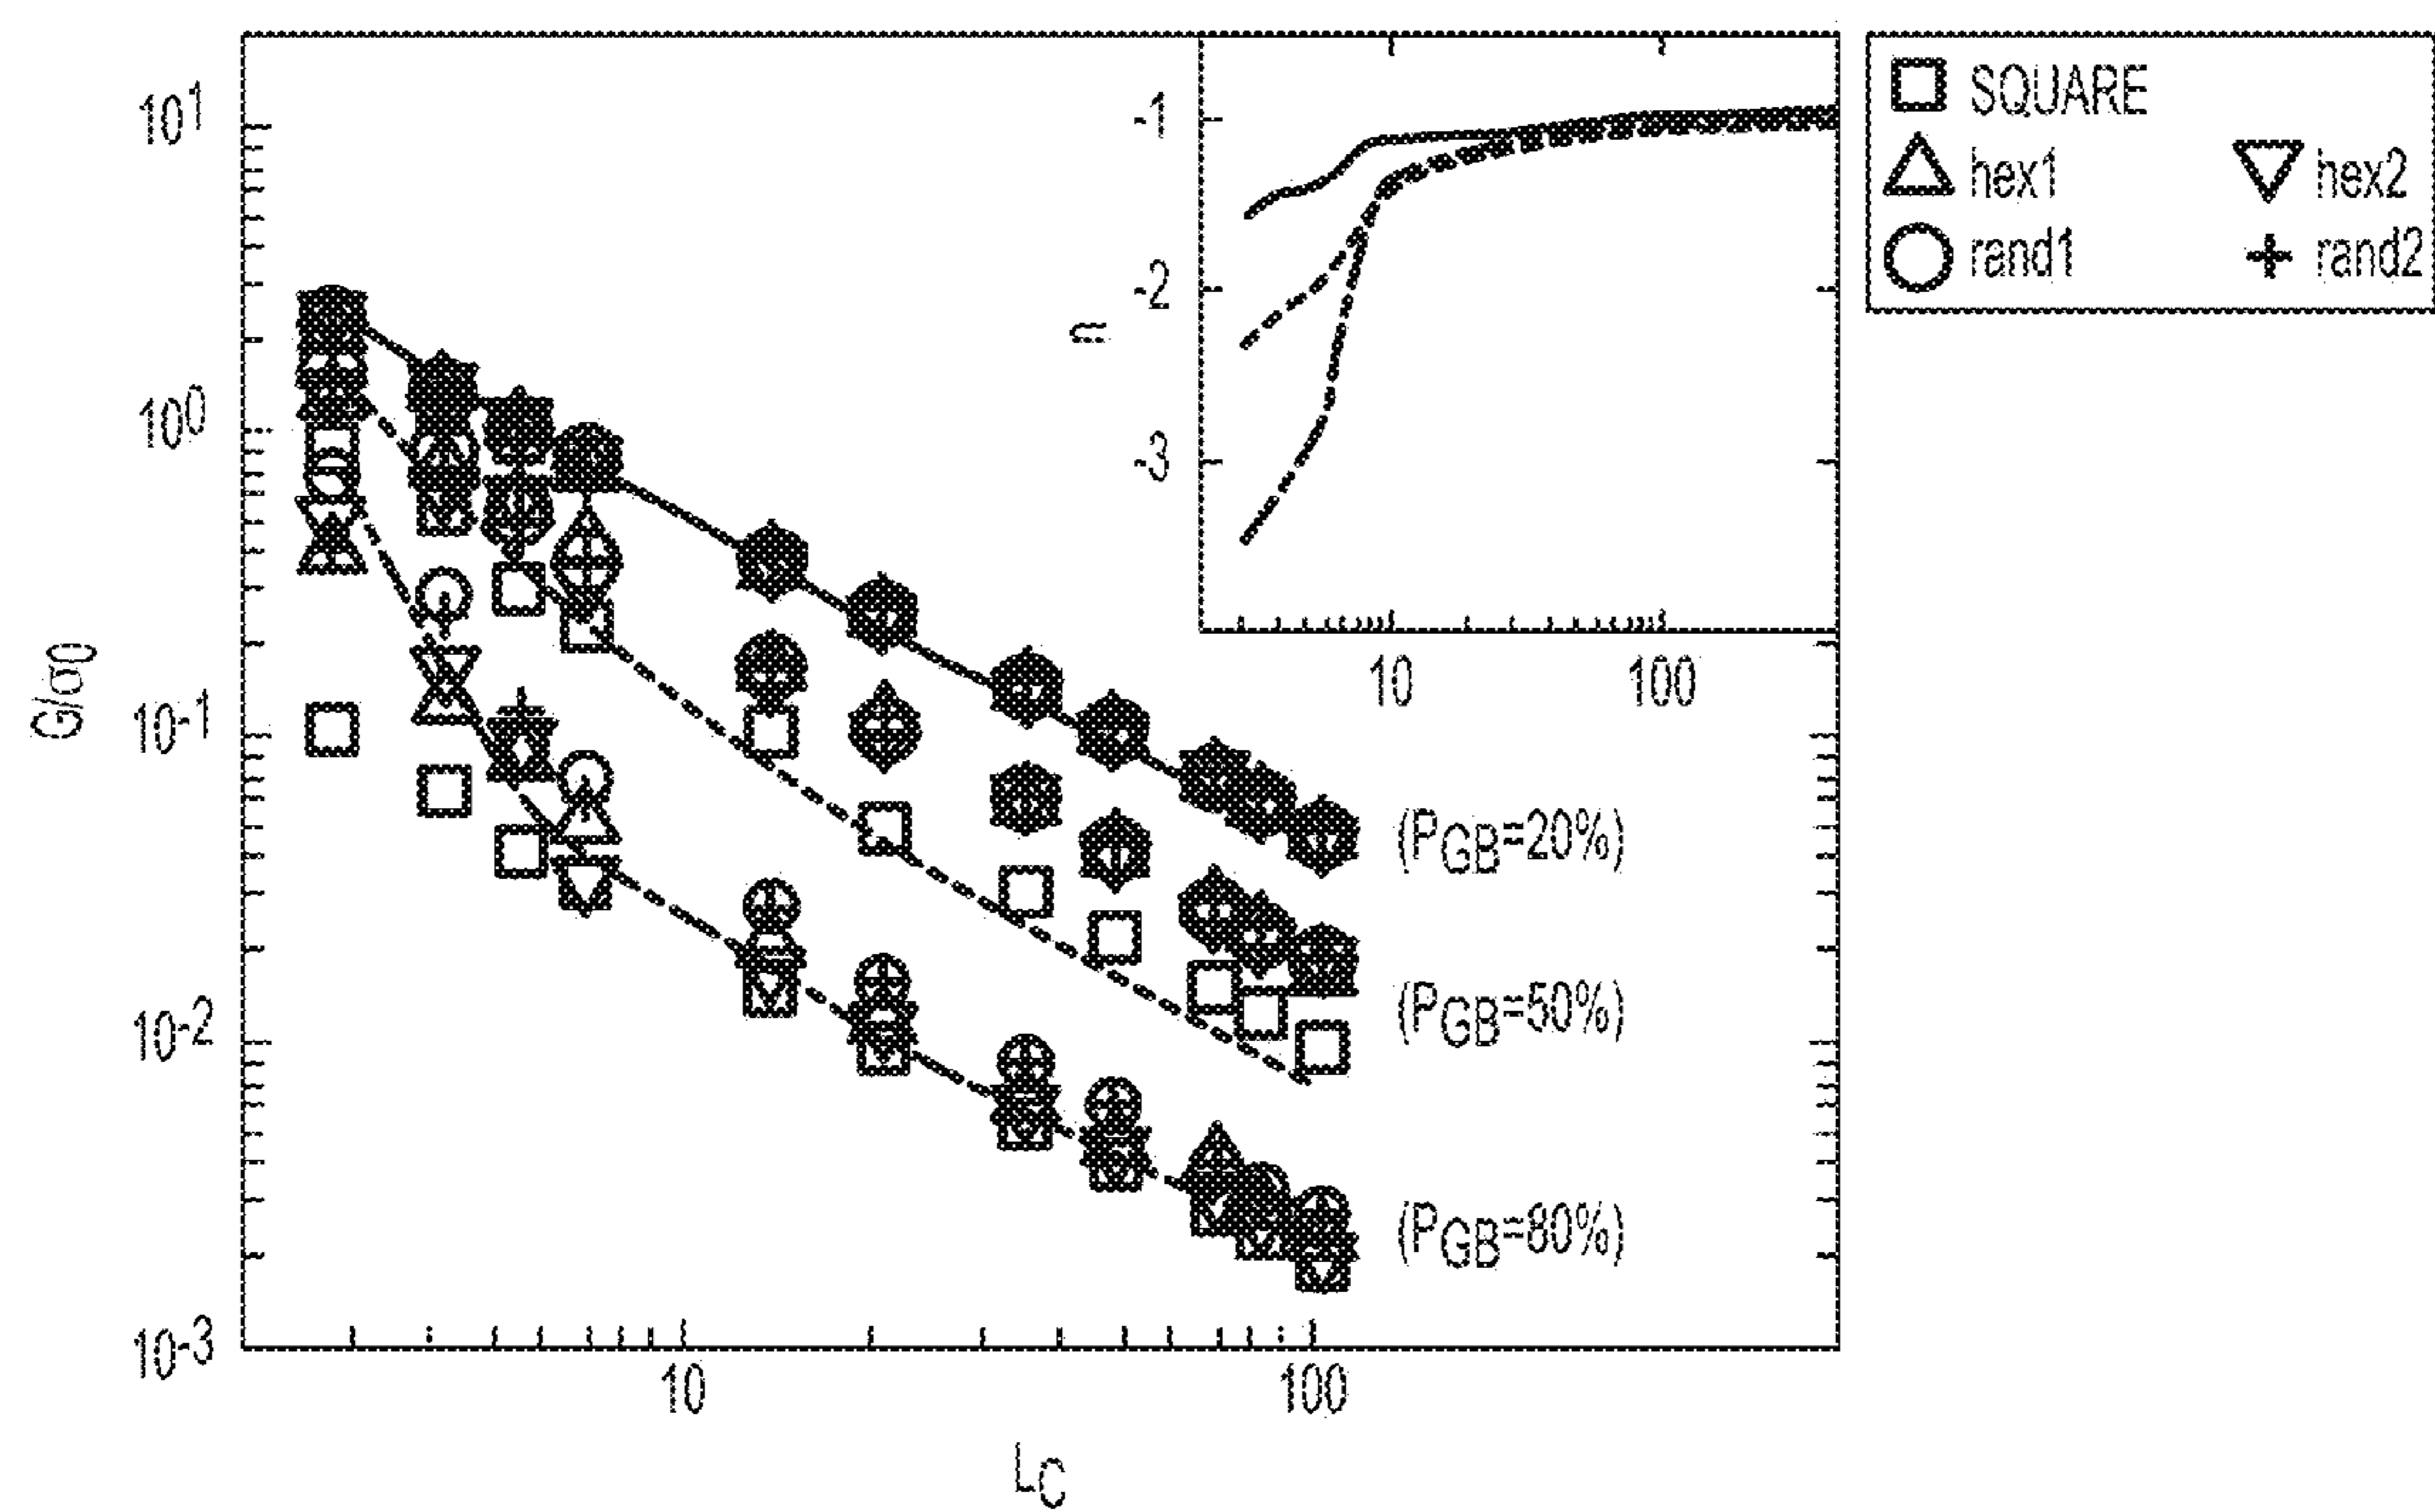 10¹
10⁰
10⁻¹
10⁻²
10⁻³
G/σ0
10
100
LC
-1
-2
-3
n
10
100
SQUARE
hex1
hex2
rand1
rand2
(PGB=20%)
(PGB=50%)
(PGB=80%)